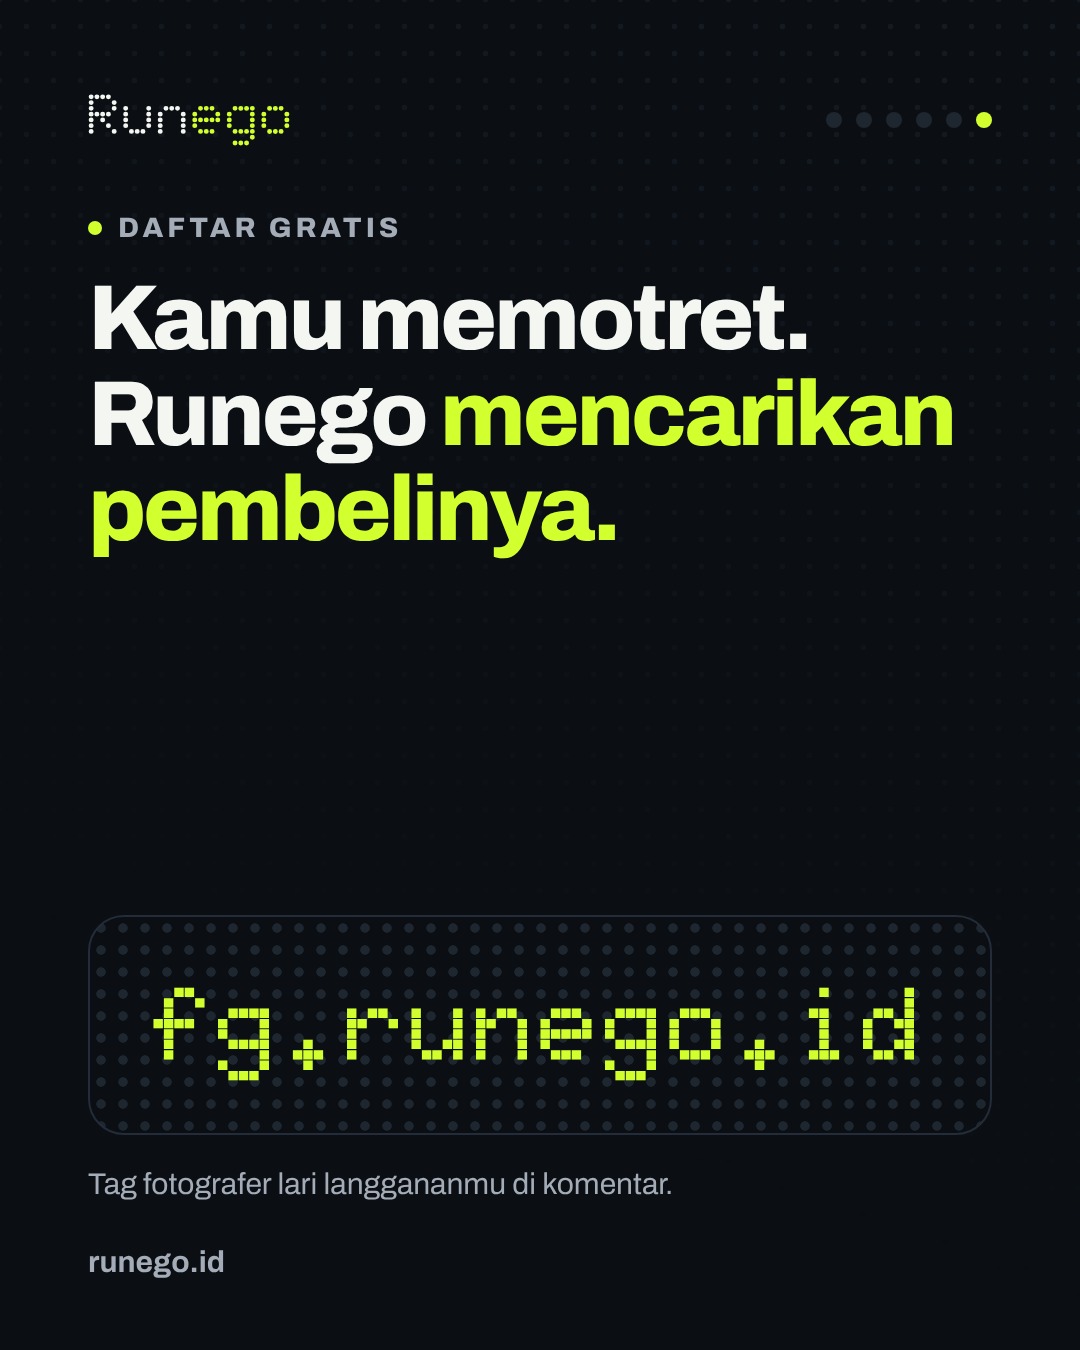 Runego
DAFTAR GRATIS
Kamu memotret.
Runego mencarikan
pembelinya.
fg.runego.id
Tag fotografer lari langgananmu di komentar.
runego.id